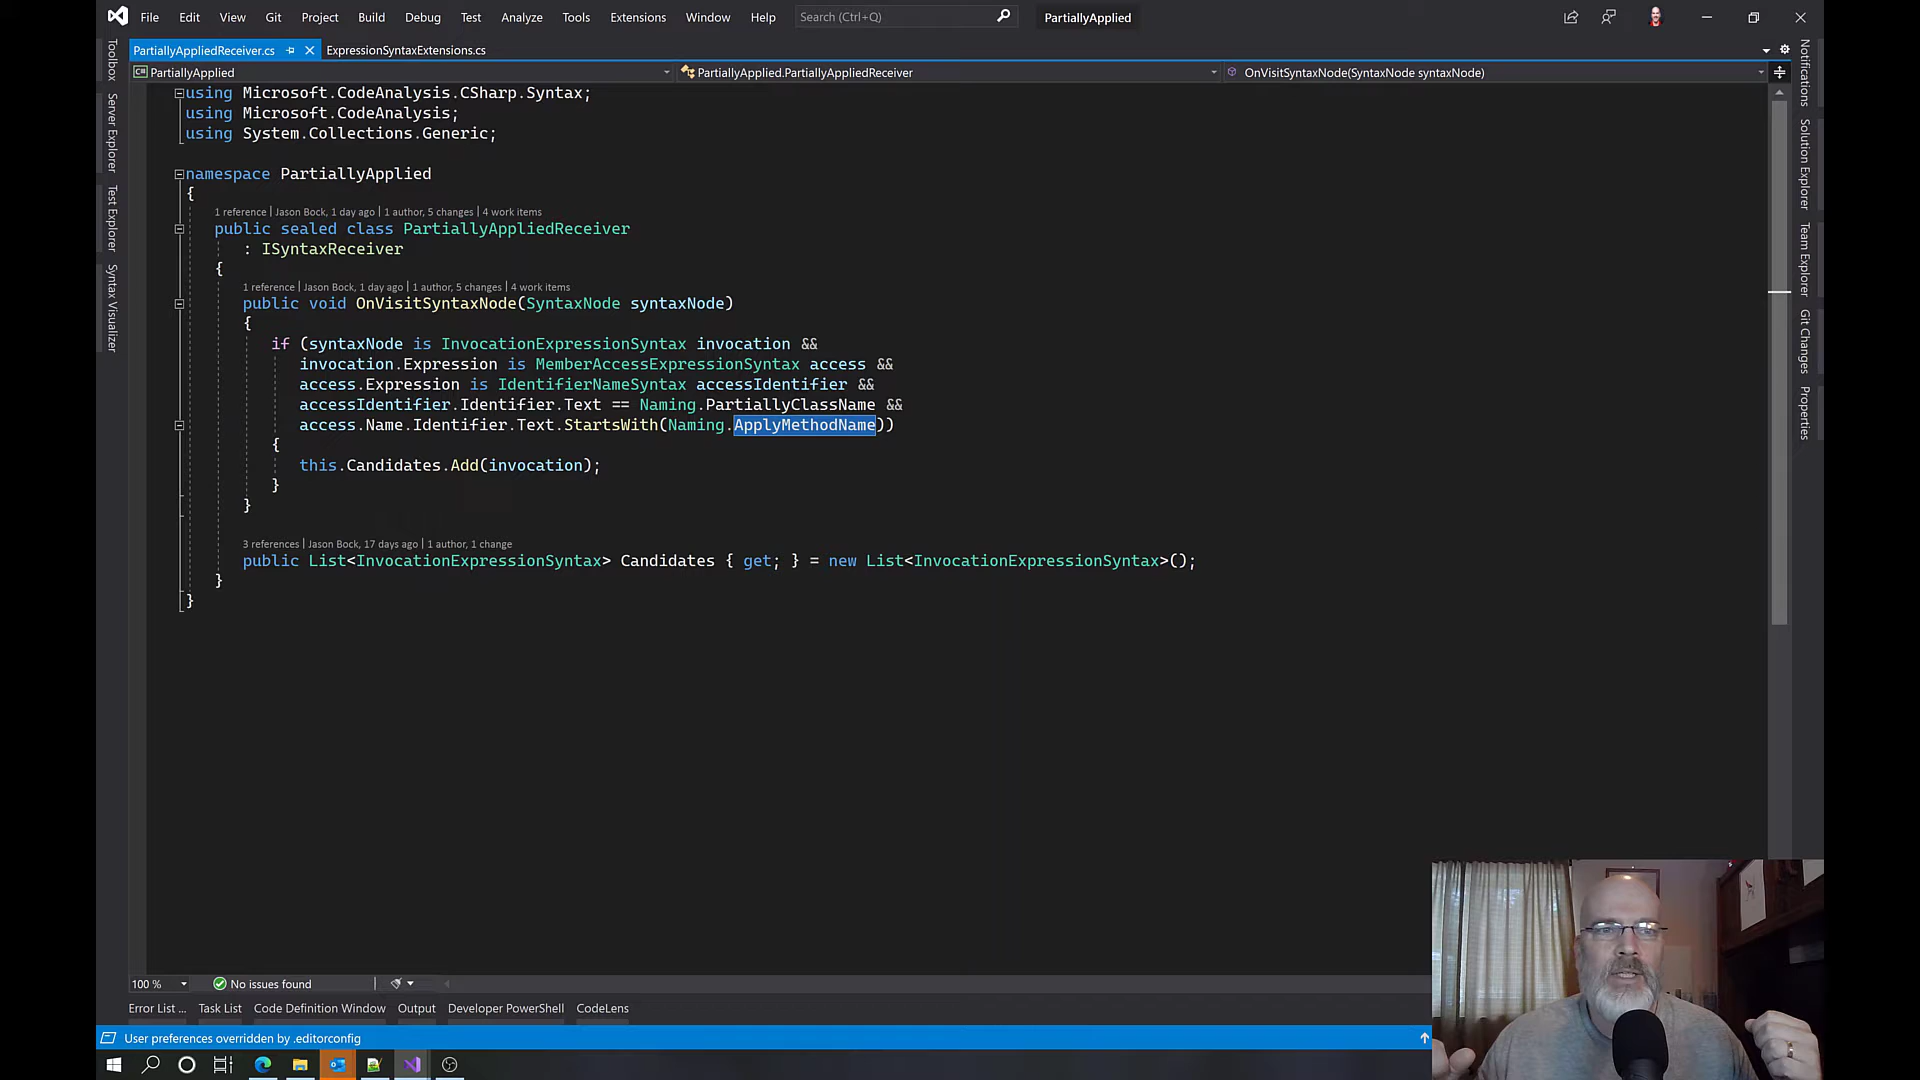 File Edit View Git Project Build Debug Test Analyze Tools Extensions Window Help Search (Ctrl+Q) PartiallyApplied
PartiallyAppliedReceiver.cs ExpressionSyntaxExtensions.cs
PartiallyApplied PartiallyApplied.PartiallyAppliedReceiver OnVisitSyntaxNode(SyntaxNode syntaxNode)
using Microsoft.CodeAnalysis.CSharp.Syntax;
using Microsoft.CodeAnalysis;
using System.Collections.Generic;
namespace PartiallyApplied
{
1 reference | Jason Bock, 1 day ago | 1 author, 5 changes | 4 work items
public sealed class PartiallyAppliedReceiver
: ISyntaxReceiver
{
1 reference | Jason Bock, 1 day ago | 1 author, 5 changes | 4 work items
public void OnVisitSyntaxNode(SyntaxNode syntaxNode)
{
if (syntaxNode is InvocationExpressionSyntax invocation &&
invocation.Expression is MemberAccessExpressionSyntax access &&
access.Expression is IdentifierNameSyntax accessIdentifier &&
accessIdentifier.Identifier.Text == Naming.PartiallyClassName &&
access.Name.Identifier.Text.StartsWith(Naming.ApplyMethodName))
{
this.Candidates.Add(invocation);
}
}
3 references | Jason Bock, 17 days ago | 1 author, 1 change
public List<InvocationExpressionSyntax> Candidates { get; } = new List<InvocationExpressionSyntax>();
}
}
Toolbox
Server Explorer
Test Explorer
Syntax Visualizer
Notifications
Solution Explorer
Team Explorer
Git Changes
Properties
100 % No issues found
Error List ... Task List Code Definition Window Output Developer PowerShell CodeLens
User preferences overridden by .editorconfig